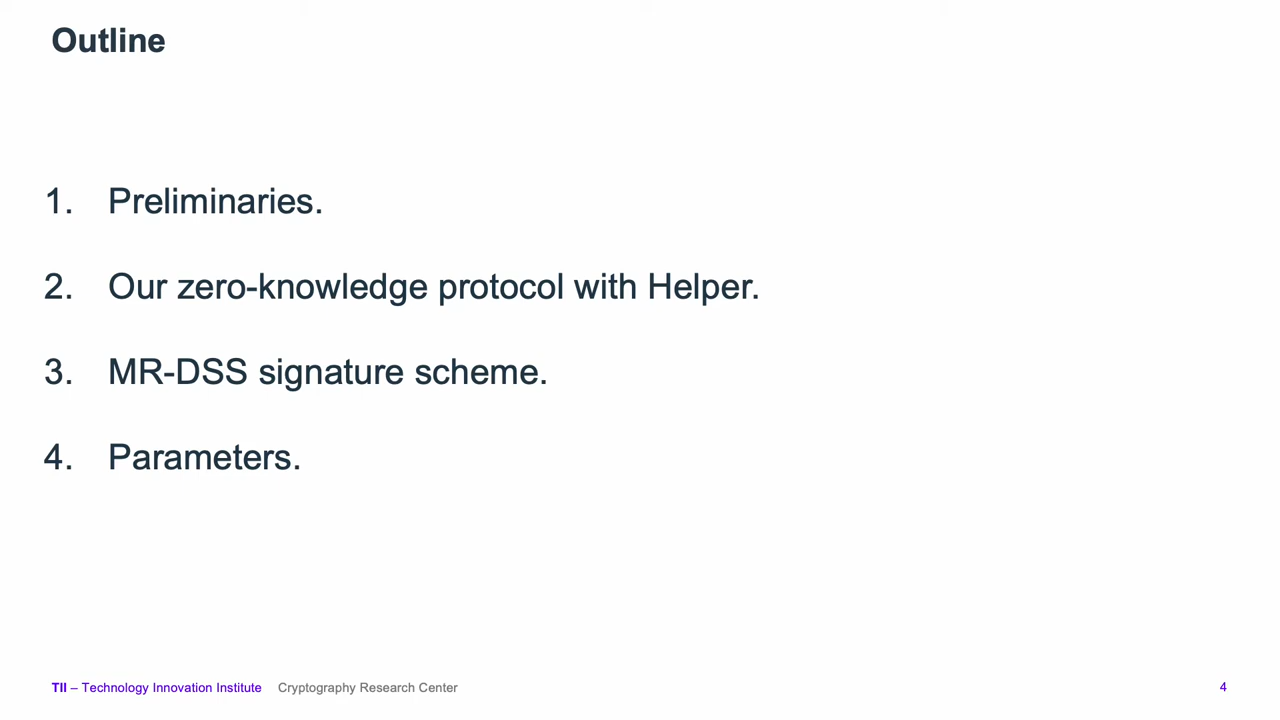 Outline
1. Preliminaries.
2. Our zero-knowledge protocol with Helper.
3. MR-DSS signature scheme.
4. Parameters.
TII – Technology Innovation Institute Cryptography Research Center 4